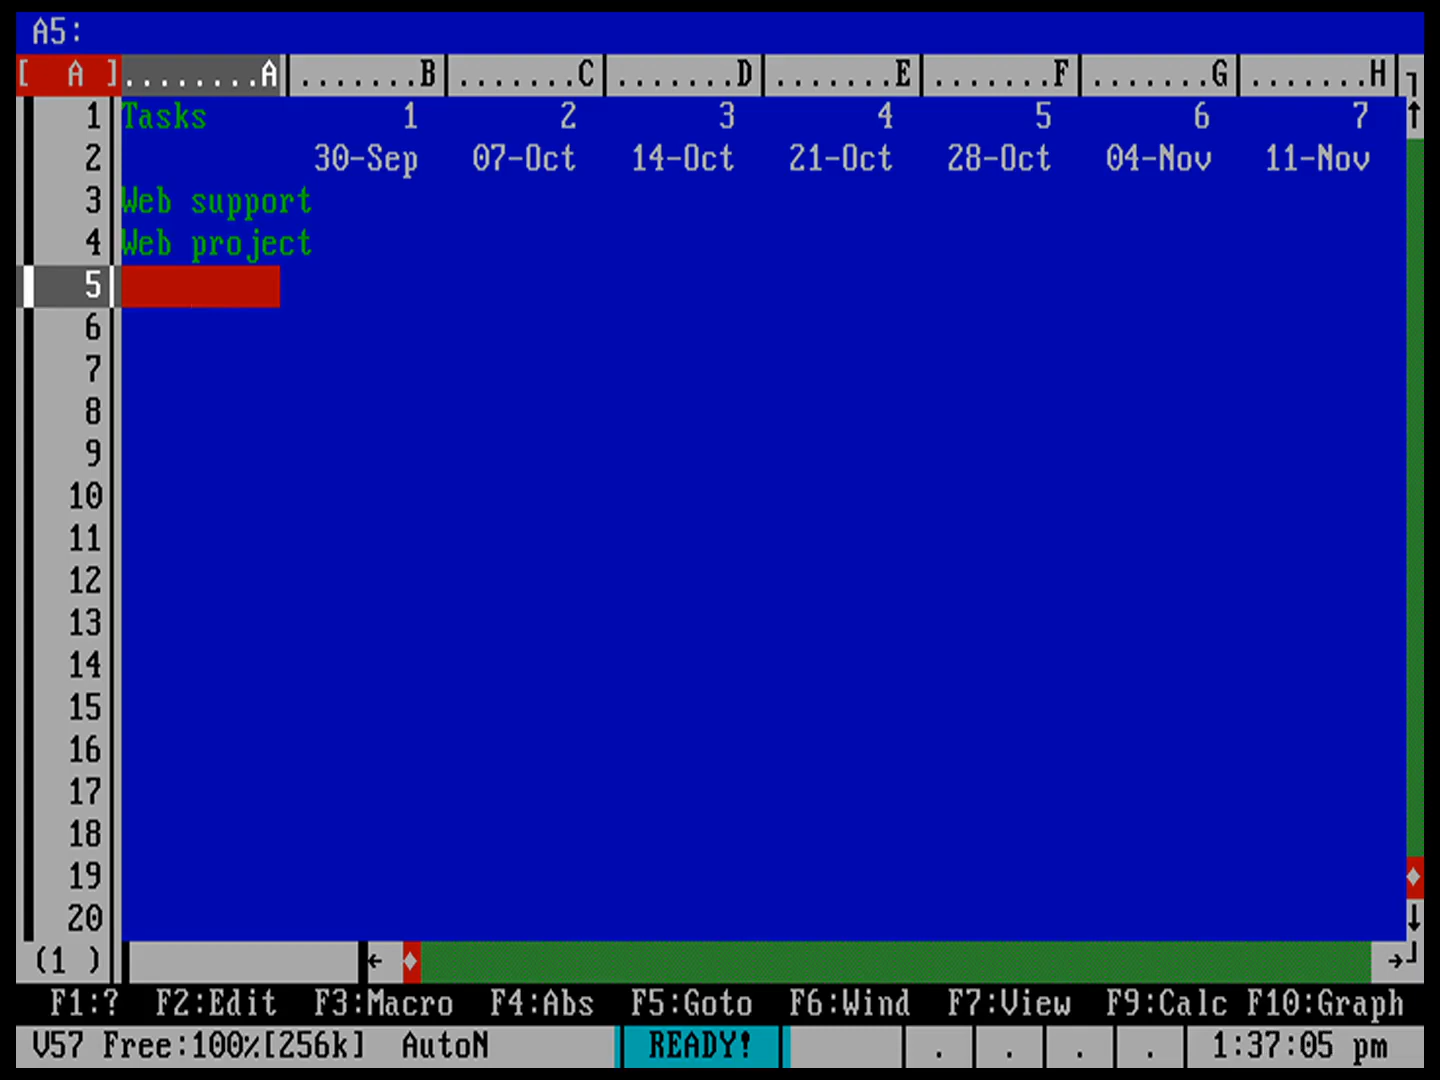 A5:
[ A ]........A .......B .......C .......D .......E .......F .......G .......H ┐
1 Tasks 1 2 3 4 5 6 7 ↑
2 30-Sep 07-Oct 14-Oct 21-Oct 28-Oct 04-Nov 11-Nov
3 Web support
4 Web project
5
6
7
8
9
10
11
12
13
14
15
16
17
18
19
20
(1 )
F1:? F2:Edit F3:Macro F4:Abs F5:Goto F6:Wind F7:View F9:Calc F10:Graph
V57 Free:100%[256k] AutoN READY! . . . . 1:37:05 pm